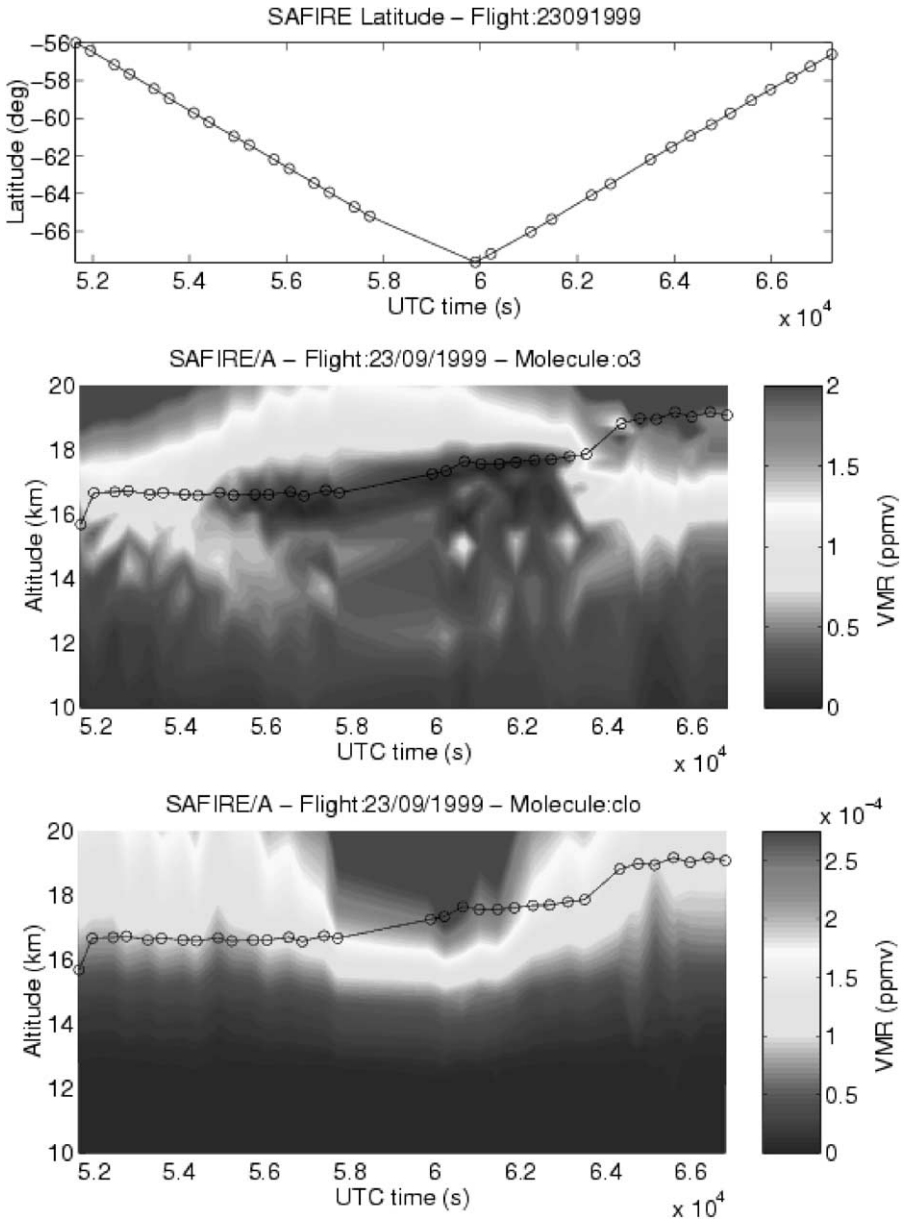 SAFIRE Latitude – Flight:23091999
−56
−58
−60
−62
−64
−66
Latitude (deg)
5.2 5.4 5.6 5.8 6 6.2 6.4 6.6
UTC time (s)
x 10^4
SAFIRE/A – Flight:23/09/1999 – Molecule:o3
20
18
16
14
12
10
Altitude (km)
5.2 5.4 5.6 5.8 6 6.2 6.4 6.6
UTC time (s)
x 10^4
2
1.5
1
0.5
0
VMR (ppmv)
SAFIRE/A – Flight:23/09/1999 – Molecule:clo
20
18
16
14
12
10
Altitude (km)
5.2 5.4 5.6 5.8 6 6.2 6.4 6.6
UTC time (s)
x 10^4
x 10^-4
2.5
2
1.5
1
0.5
0
VMR (ppmv)